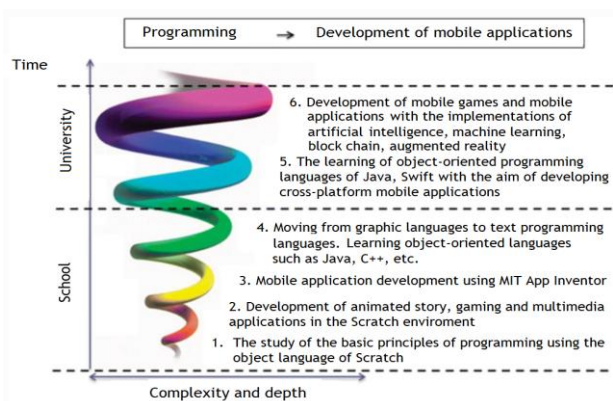 Programming → Development of mobile applications
Time
University
6. Development of mobile games and mobile
applications with the implementations of
artificial intelligence, machine learning,
block chain, augmented reality
5. The learning of object-oriented programming
languages of Java, Swift with the aim of developing
cross-platform mobile applications
School
4. Moving from graphic languages to text programming
languages. Learning object-oriented languages
such as Java, C++, etc.
3. Mobile application development using MIT App Inventor
2. Development of animated story, gaming and multimedia
applications in the Scratch enviroment
1. The study of the basic principles of programming using the
object language of Scratch
Complexity and depth